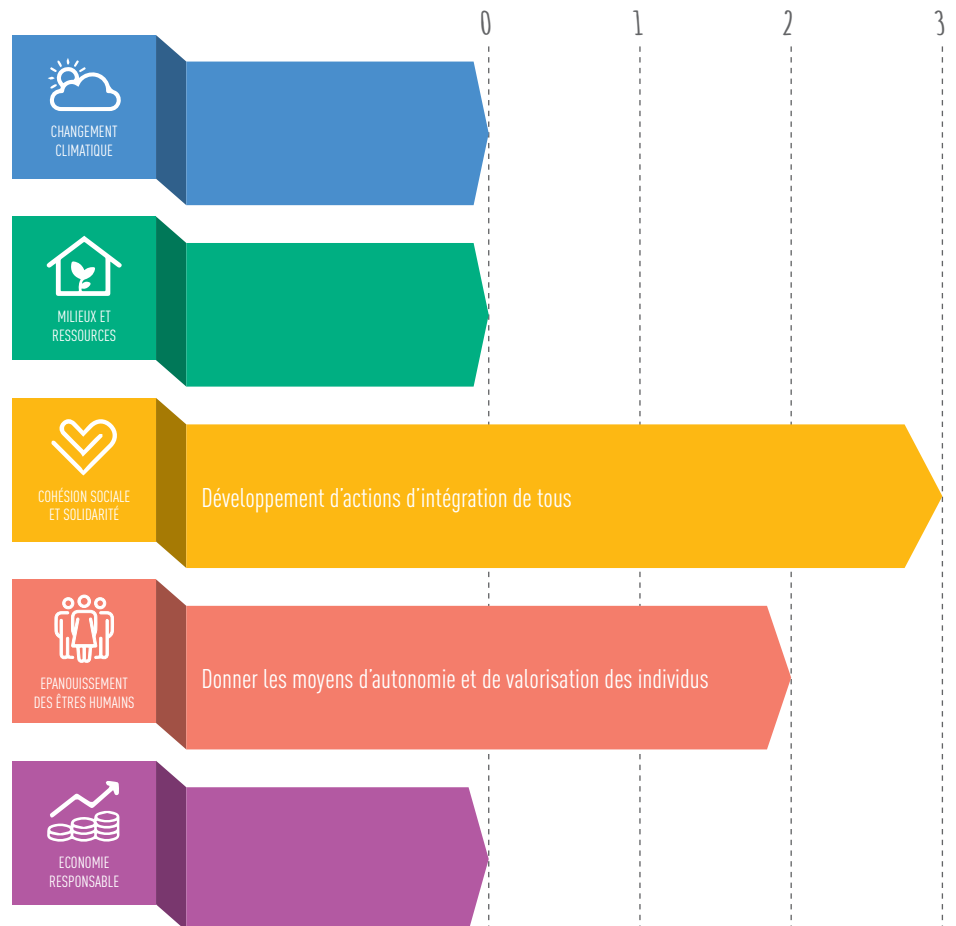 0 1 2 3
CHANGEMENT
CLIMATIQUE
MILIEUX ET
RESSOURCES
COHÉSION SOCIALE
ET SOLIDARITÉ
Développement d'actions d'intégration de tous
EPANOUISSEMENT
DES ÊTRES HUMAINS
Donner les moyens d'autonomie et de valorisation des individus
ECONOMIE
RESPONSABLE